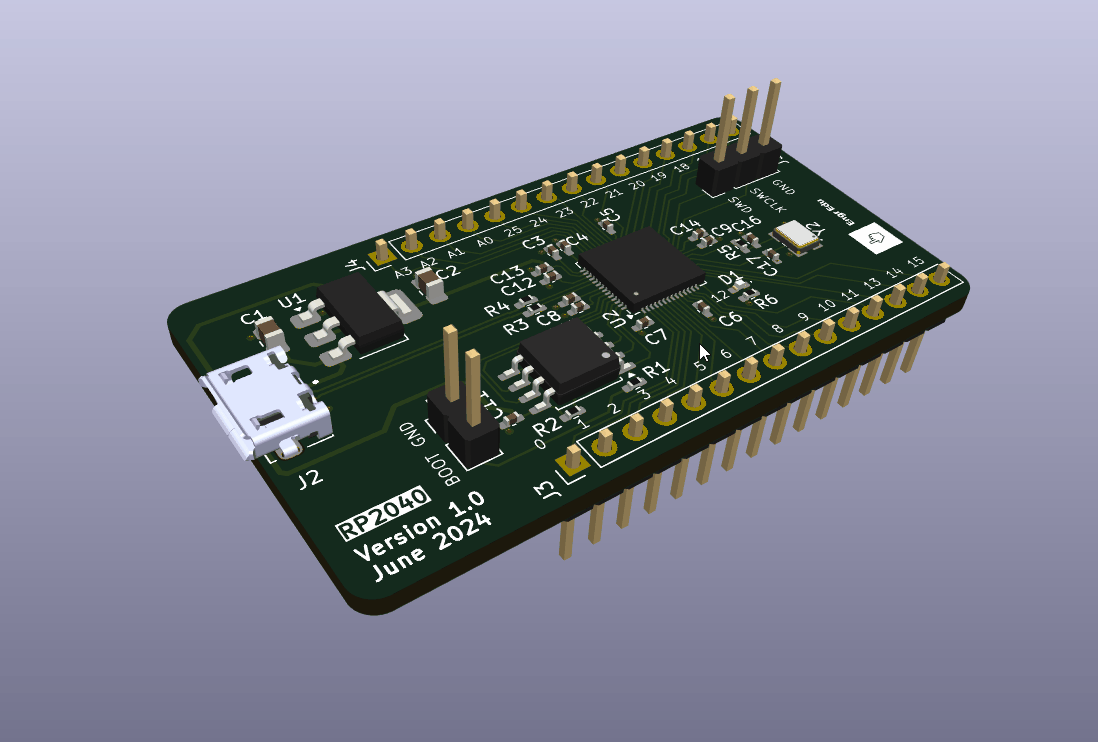 GND
SWCLK
SWD
18
19
20
21
22
23
24
25
A0
A1
A2
A3
Engr Edu
C5
C14
C9
C16
Y2
R5
C17
C3
C4
C13
C12
C2
U1
C1
R4
R3
C8
U2
D1
12
R6
C6
C7
R1
R2
0
1
2
3
4
5
6
7
8
9
10
11
13
14
15
GND
BOOT
J2
J3
RP2040
Version 1.0
June 2024